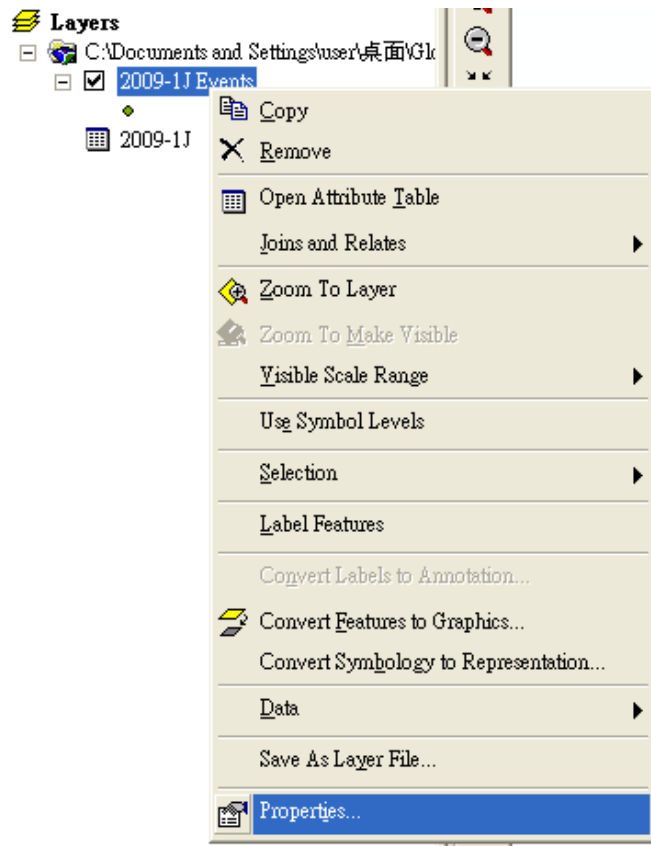 Layers
C:\Documents and Settings\user\桌面\Glo
2009-1J Events
2009-1J
Copy
Remove
Open Attribute Table
Joins and Relates
Zoom To Layer
Zoom To Make Visible
Visible Scale Range
Use Symbol Levels
Selection
Label Features
Convert Labels to Annotation...
Convert Features to Graphics...
Convert Symbology to Representation...
Data
Save As Layer File...
Properties...